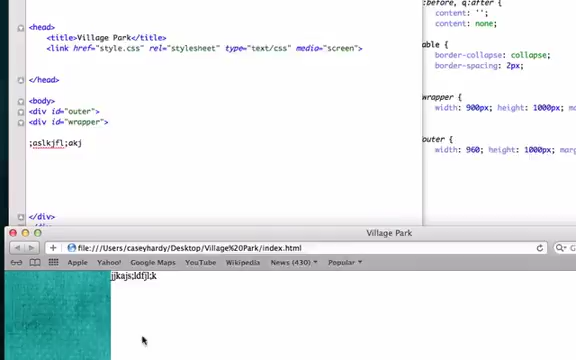 <head>
<title>Village Park</title>
<link href="style.css" rel="stylesheet" type="text/css" media="screen">
</head>
<body>
<div id="outer">
<div id="wrapper">
;aslkjfl;akj
</div>
:before, q:after {
content: '';
content: none;
}
able {
border-collapse: collapse;
border-spacing: 2px;
}
wrapper {
width: 900px; height: 1000px; mar
}
outer {
width: 960; height: 1000px; marg
}
Village Park
file:///Users/caseyhardy/Desktop/Village%20Park/index.html
Apple Yahoo! Google Maps YouTube Wikipedia News (430) Popular
jjkajs;ldfjl;k